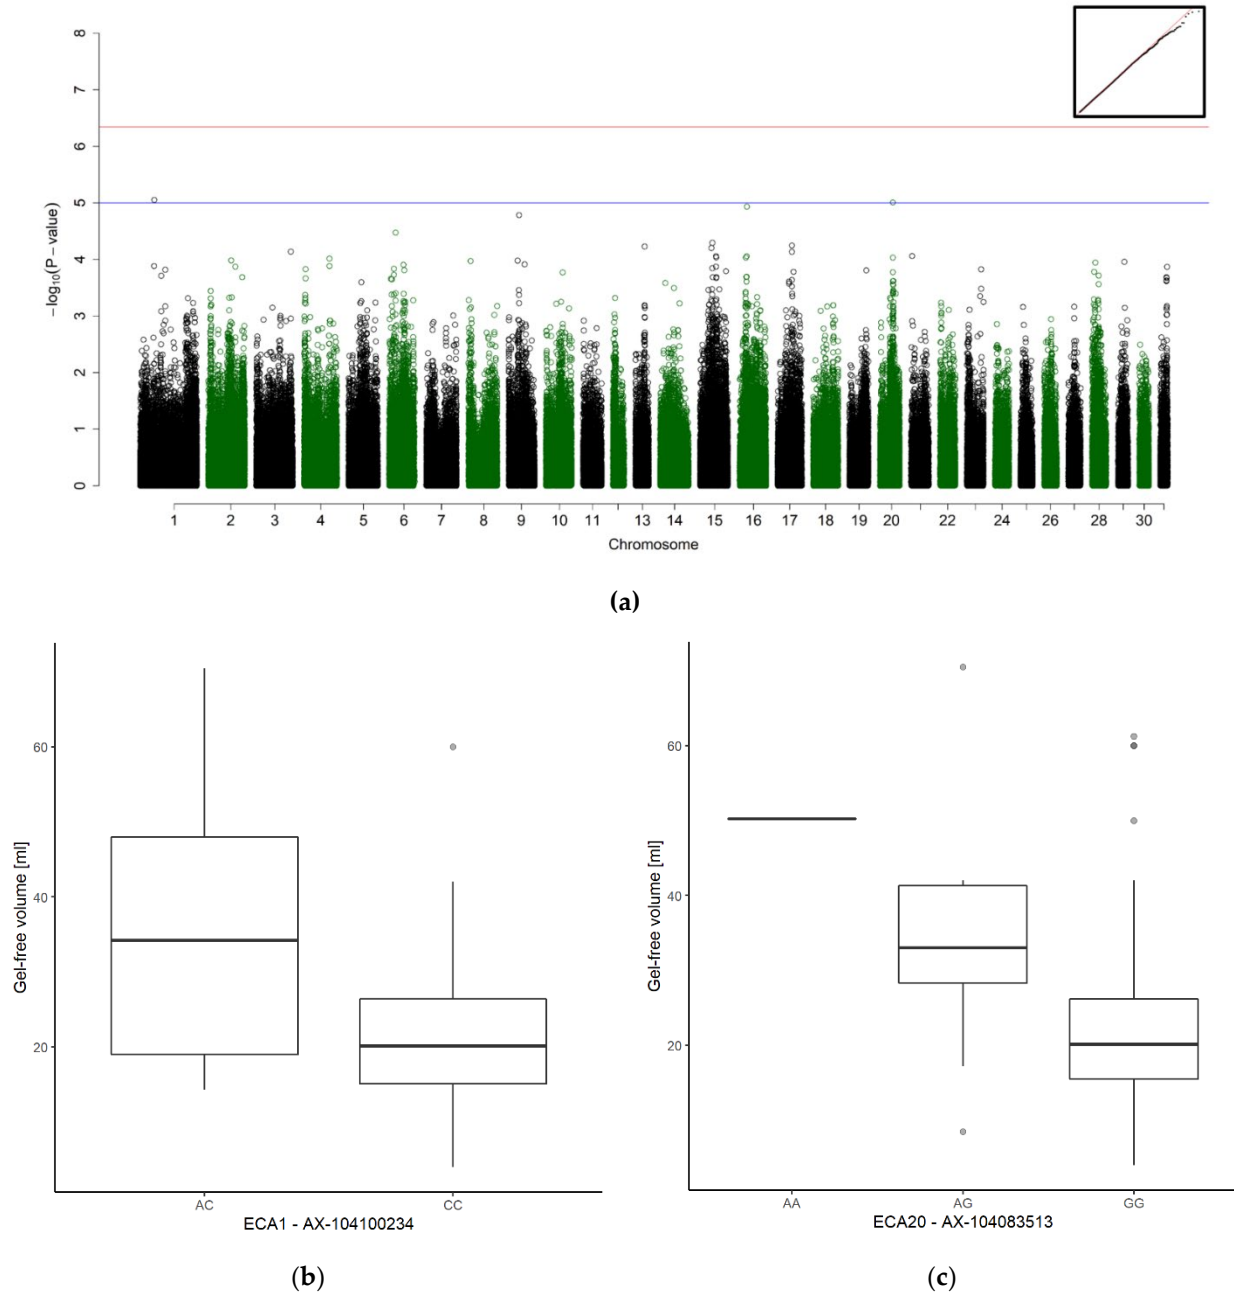 8
7
6
5
4
3
2
1
0
−log₁₀(P−value)
1 2 3 4 5 6 7 8 9 10 11 13 14 15 16 17 18 19 20 22 24 26 28 30
Chromosome
(a)
60
40
20
Gel-free volume [ml]
AC CC
ECA1 - AX-104100234
(b)
60
40
20
Gel-free volume [ml]
AA AG GG
ECA20 - AX-104083513
(c)